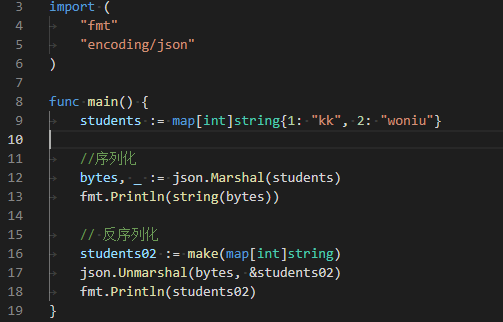 3 import (
4 "fmt"
5 "encoding/json"
6 )
7
8 func main() {
9 students := map[int]string{1: "kk", 2: "woniu"}
10
11 //序列化
12 bytes, _ := json.Marshal(students)
13 fmt.Println(string(bytes))
14
15 // 反序列化
16 students02 := make(map[int]string)
17 json.Unmarshal(bytes, &students02)
18 fmt.Println(students02)
19 }